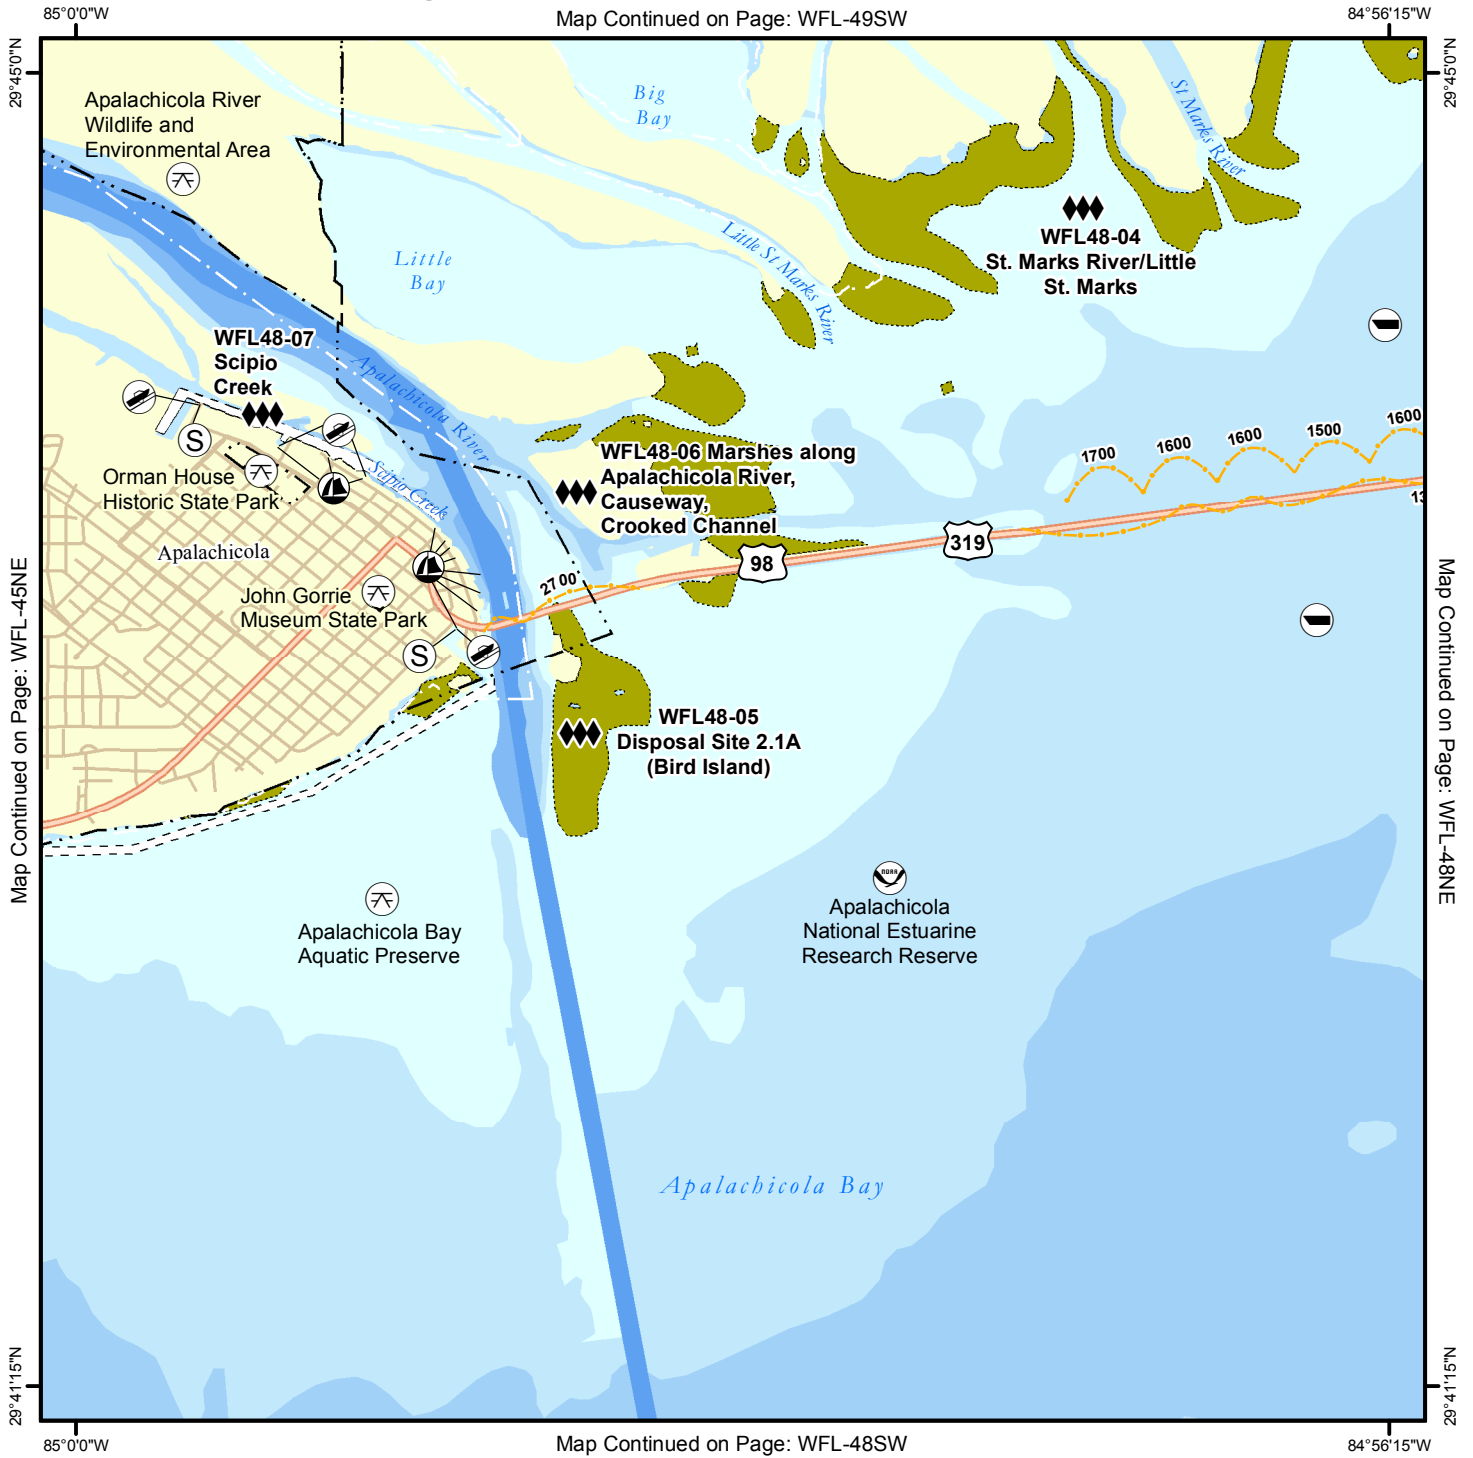 Map Continued on Page: WFL-49SW
85°0'0"W
84°56'15"W
29°45'0"N
29°45'0"N
Apalachicola River
Wildlife and
Environmental Area
Big
Bay
St Marks River
Little St Marks River
WFL48-04
St. Marks River/Little
St. Marks
Little
Bay
WFL48-07
Scipio
Creek
Apalachicola River
S
Orman House
Historic State Park
Scipio Creek
WFL48-06 Marshes along
Apalachicola River,
Causeway,
Crooked Channel
1700
1600
1600
1500
1600
13
Apalachicola
98
319
2700
John Gorrie
Museum State Park
S
WFL48-05
Disposal Site 2.1A
(Bird Island)
Map Continued on Page: WFL-45NE
Map Continued on Page: WFL-48NE
NOAA
Apalachicola
National Estuarine
Research Reserve
Apalachicola Bay
Aquatic Preserve
Apalachicola Bay
29°41'15"N
29°41'15"N
85°0'0"W
84°56'15"W
Map Continued on Page: WFL-48SW